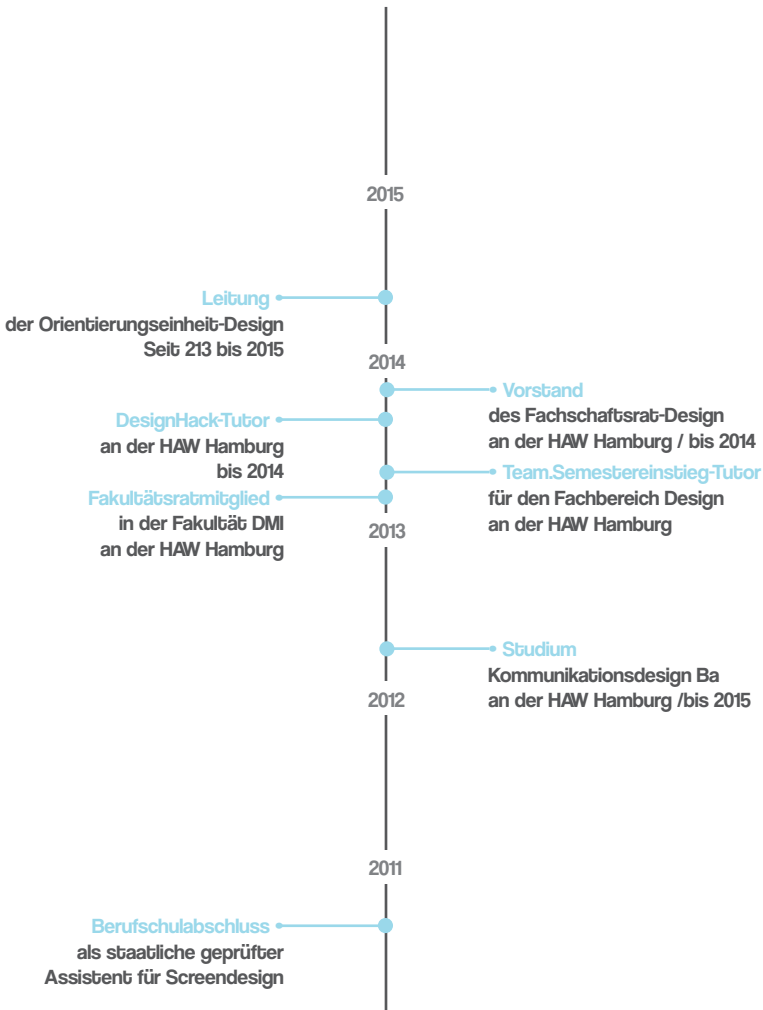 2015
Leitung
der Orientierungseinheit-Design
Seit 213 bis 2015
2014
Vorstand
des Fachschaftsrat-Design
an der HAW Hamburg / bis 2014
DesignHack-Tutor
an der HAW Hamburg
bis 2014
Team.Semestereinstieg-Tutor
für den Fachbereich Design
an der HAW Hamburg
Fakultätsratmitglied
in der Fakultät DMI
an der HAW Hamburg
2013
Studium
Kommunikationsdesign Ba
an der HAW Hamburg /bis 2015
2012
2011
Berufschulabschluss
als staatliche geprüfter
Assistent für Screendesign